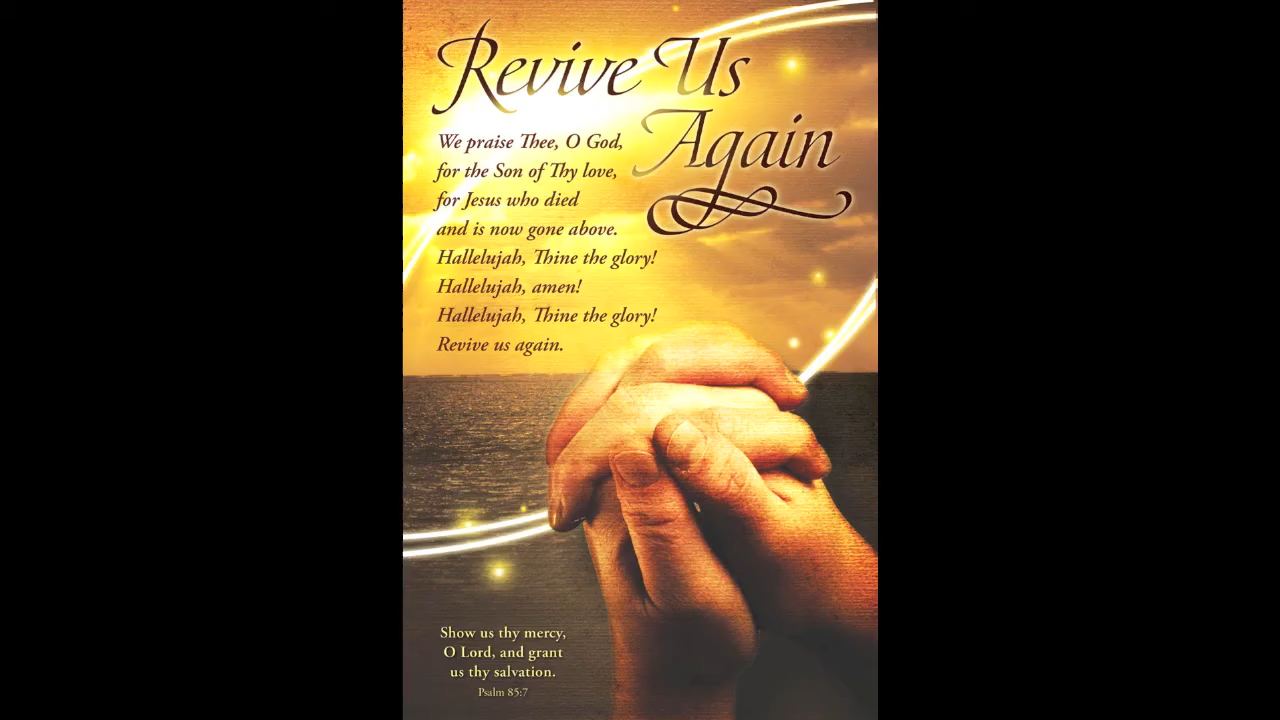 Revive Us
Again
We praise Thee, O God,
for the Son of Thy love,
for Jesus who died
and is now gone above.
Hallelujah, Thine the glory!
Hallelujah, amen!
Hallelujah, Thine the glory!
Revive us again.
Show us thy mercy,
O Lord, and grant
us thy salvation.
Psalm 85:7